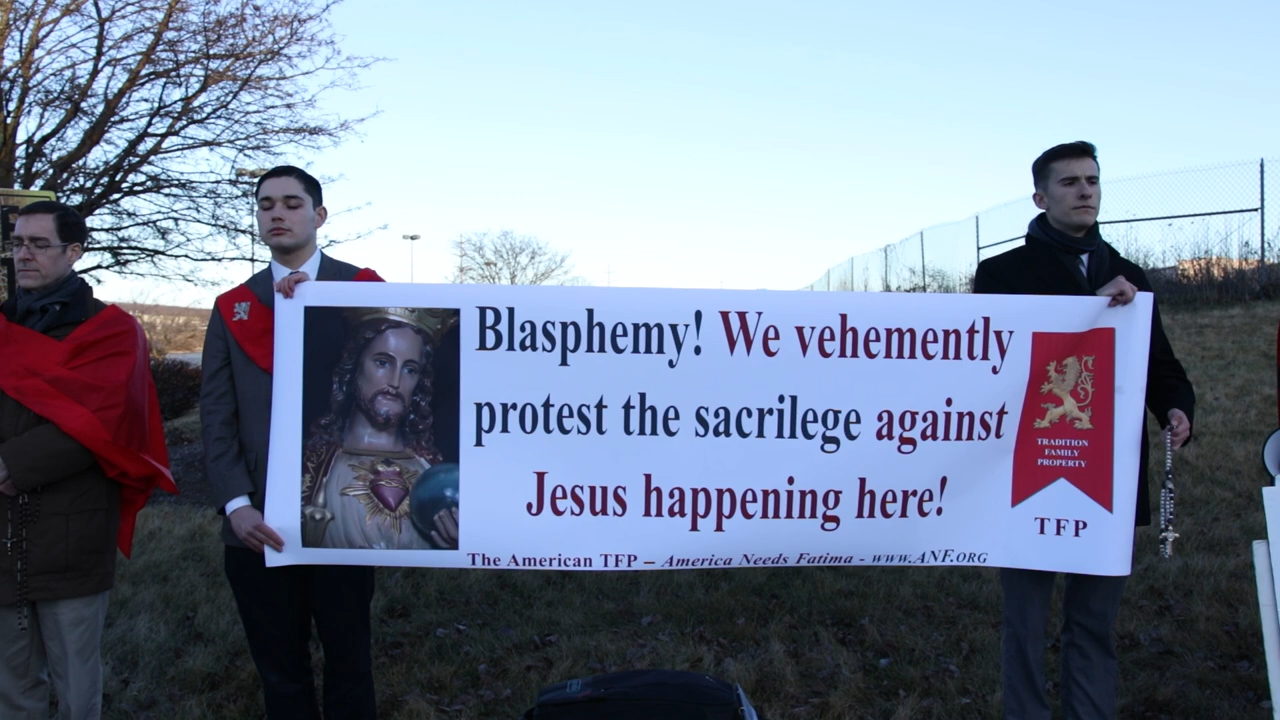 Blasphemy! We vehemently
protest the sacrilege against
Jesus happening here!
The American TFP – America Needs Fatima - www.ANF.org
TRADITION
FAMILY
PROPERTY
TFP